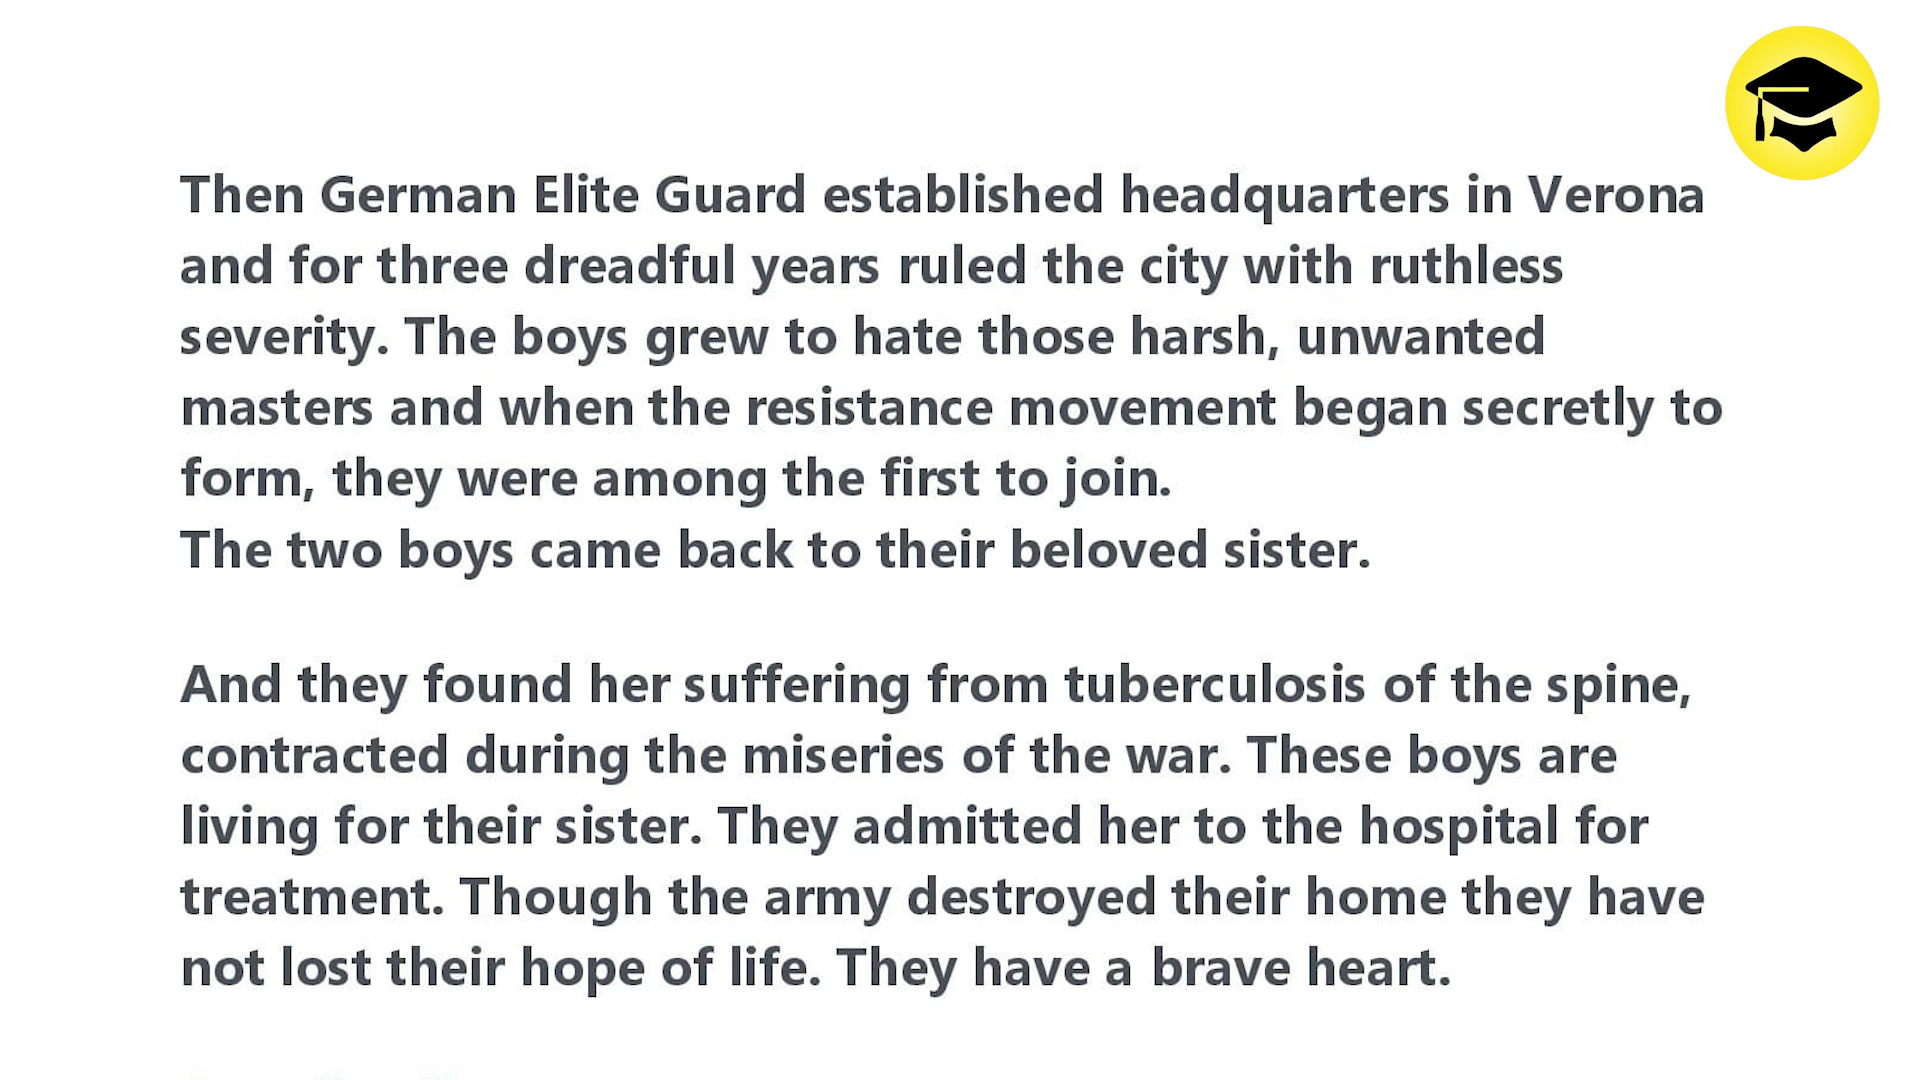 Then German Elite Guard established headquarters in Verona
and for three dreadful years ruled the city with ruthless
severity. The boys grew to hate those harsh, unwanted
masters and when the resistance movement began secretly to
form, they were among the first to join.
The two boys came back to their beloved sister.
And they found her suffering from tuberculosis of the spine,
contracted during the miseries of the war. These boys are
living for their sister. They admitted her to the hospital for
treatment. Though the army destroyed their home they have
not lost their hope of life. They have a brave heart.